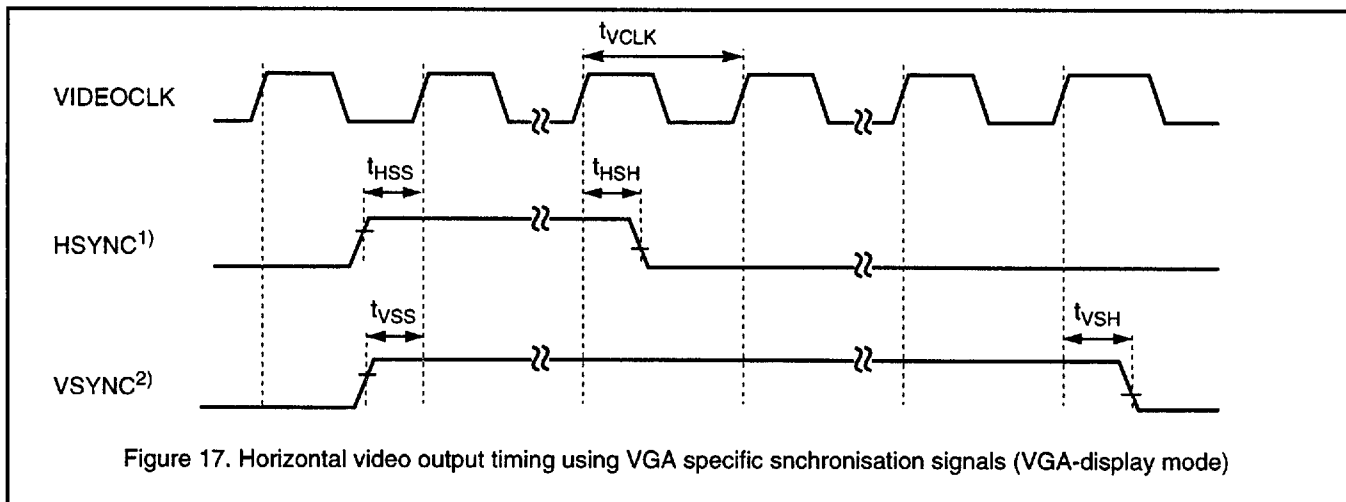 tVCLK
VIDEOCLK
tHSS
tHSH
HSYNC1)
tVSS
tVSH
VSYNC2)
Figure 17. Horizontal video output timing using VGA specific snchronisation signals (VGA-display mode)